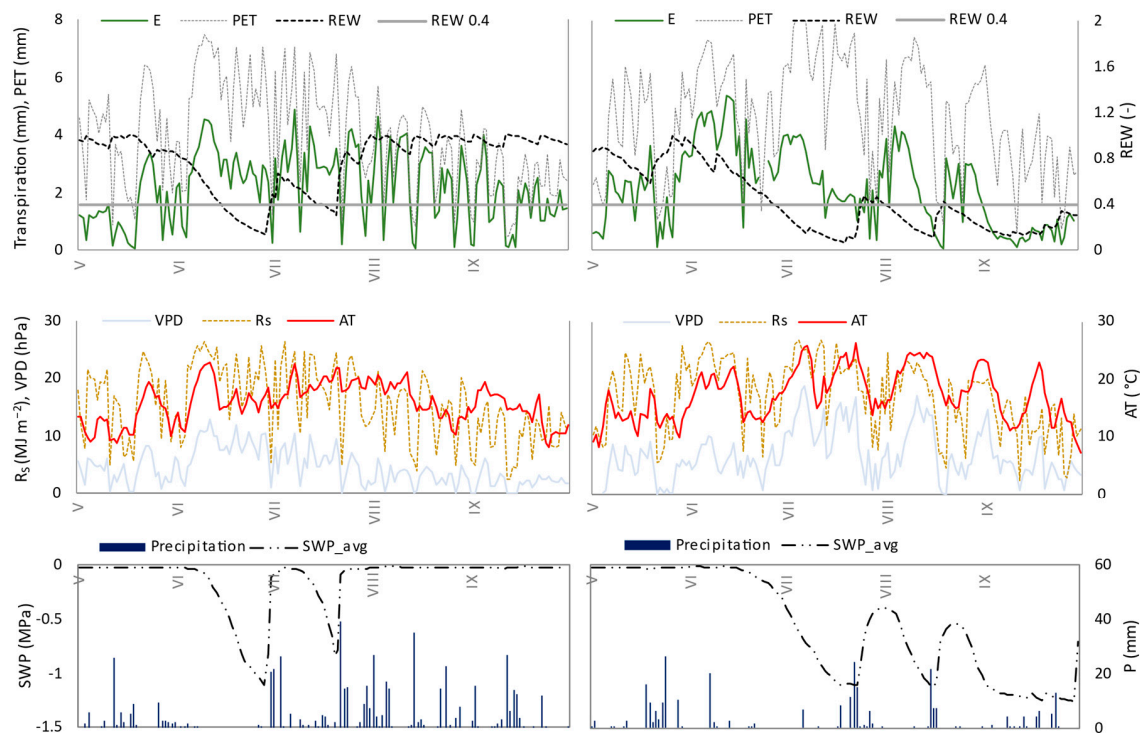 E PET REW REW 0.4
E PET REW REW 0.4
Transpiration (mm), PET (mm)
8
6
4
2
0
V VI VII VIII IX
V VI VII VIII IX
2
1.6
1.2
0.8
0.4
0
REW (-)
VPD Rs AT
VPD Rs AT
Rs (MJ m−2), VPD (hPa)
30
20
10
0
V VI VII VIII IX
V VI VII VIII IX
30
20
10
0
AT (°C)
Precipitation SWP_avg
Precipitation SWP_avg
SWP (MPa)
0
-0.5
-1
-1.5
V VI VII VIII IX
V VI VII VIII IX
60
40
20
0
P (mm)